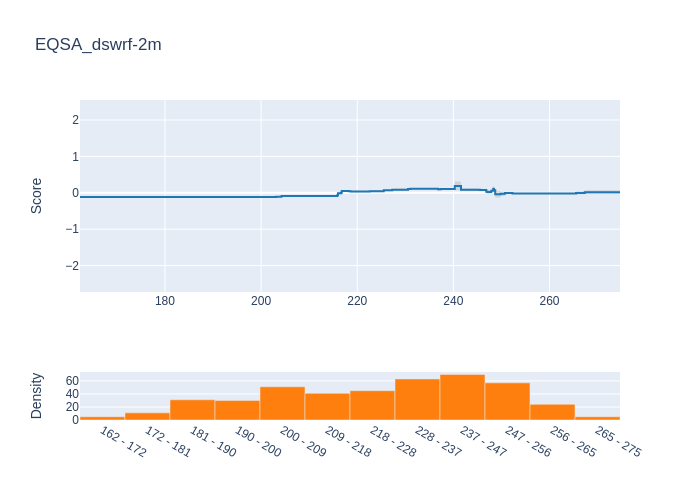 EQSA_dswrf-2m
2
1
0
−1
−2
Score
180 200 220 240 260
60
40
20
0
Density
162 - 172
172 - 181
181 - 190
190 - 200
200 - 209
209 - 218
218 - 228
228 - 237
237 - 247
247 - 256
256 - 265
265 - 275